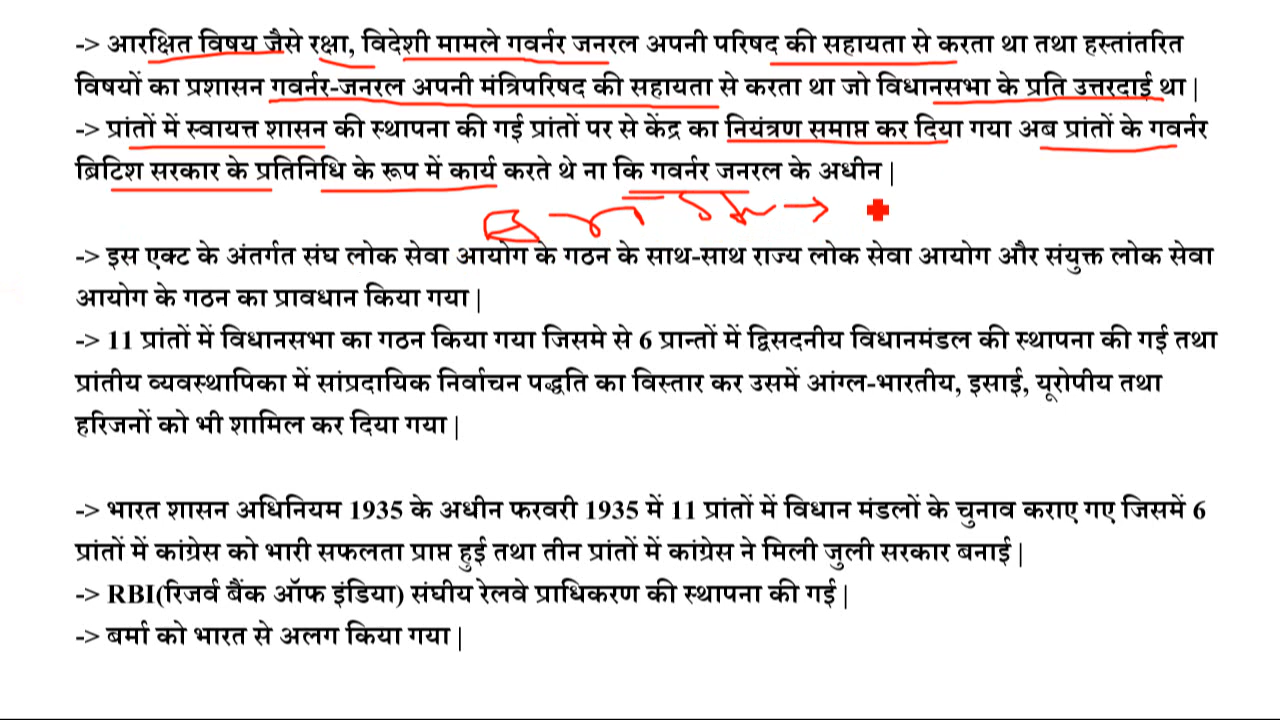 -> आरक्षित विषय जैसे रक्षा, विदेशी मामले गवर्नर जनरल अपनी परिषद की सहायता से करता था तथा हस्तांतरित
विषयों का प्रशासन गवर्नर-जनरल अपनी मंत्रिपरिषद की सहायता से करता था जो विधानसभा के प्रति उत्तरदाई था |
-> प्रांतों में स्वायत्त शासन की स्थापना की गई प्रांतों पर से केंद्र का नियंत्रण समाप्त कर दिया गया अब प्रांतों के गवर्नर
ब्रिटिश सरकार के प्रतिनिधि के रूप में कार्य करते थे ना कि गवर्नर जनरल के अधीन |
-> इस एक्ट के अंतर्गत संघ लोक सेवा आयोग के गठन के साथ-साथ राज्य लोक सेवा आयोग और संयुक्त लोक सेवा
आयोग के गठन का प्रावधान किया गया |
-> 11 प्रांतों में विधानसभा का गठन किया गया जिसमे से 6 प्रान्तों में द्विसदनीय विधानमंडल की स्थापना की गई तथा
प्रांतीय व्यवस्थापिका में सांप्रदायिक निर्वाचन पद्धति का विस्तार कर उसमें आंग्ल-भारतीय, इसाई, यूरोपीय तथा
हरिजनों को भी शामिल कर दिया गया |
-> भारत शासन अधिनियम 1935 के अधीन फरवरी 1935 में 11 प्रांतों में विधान मंडलों के चुनाव कराए गए जिसमें 6
प्रांतों में कांग्रेस को भारी सफलता प्राप्त हुई तथा तीन प्रांतों में कांग्रेस ने मिली जुली सरकार बनाई |
-> RBI(रिजर्व बैंक ऑफ इंडिया) संघीय रेलवे प्राधिकरण की स्थापना की गई |
-> बर्मा को भारत से अलग किया गया |